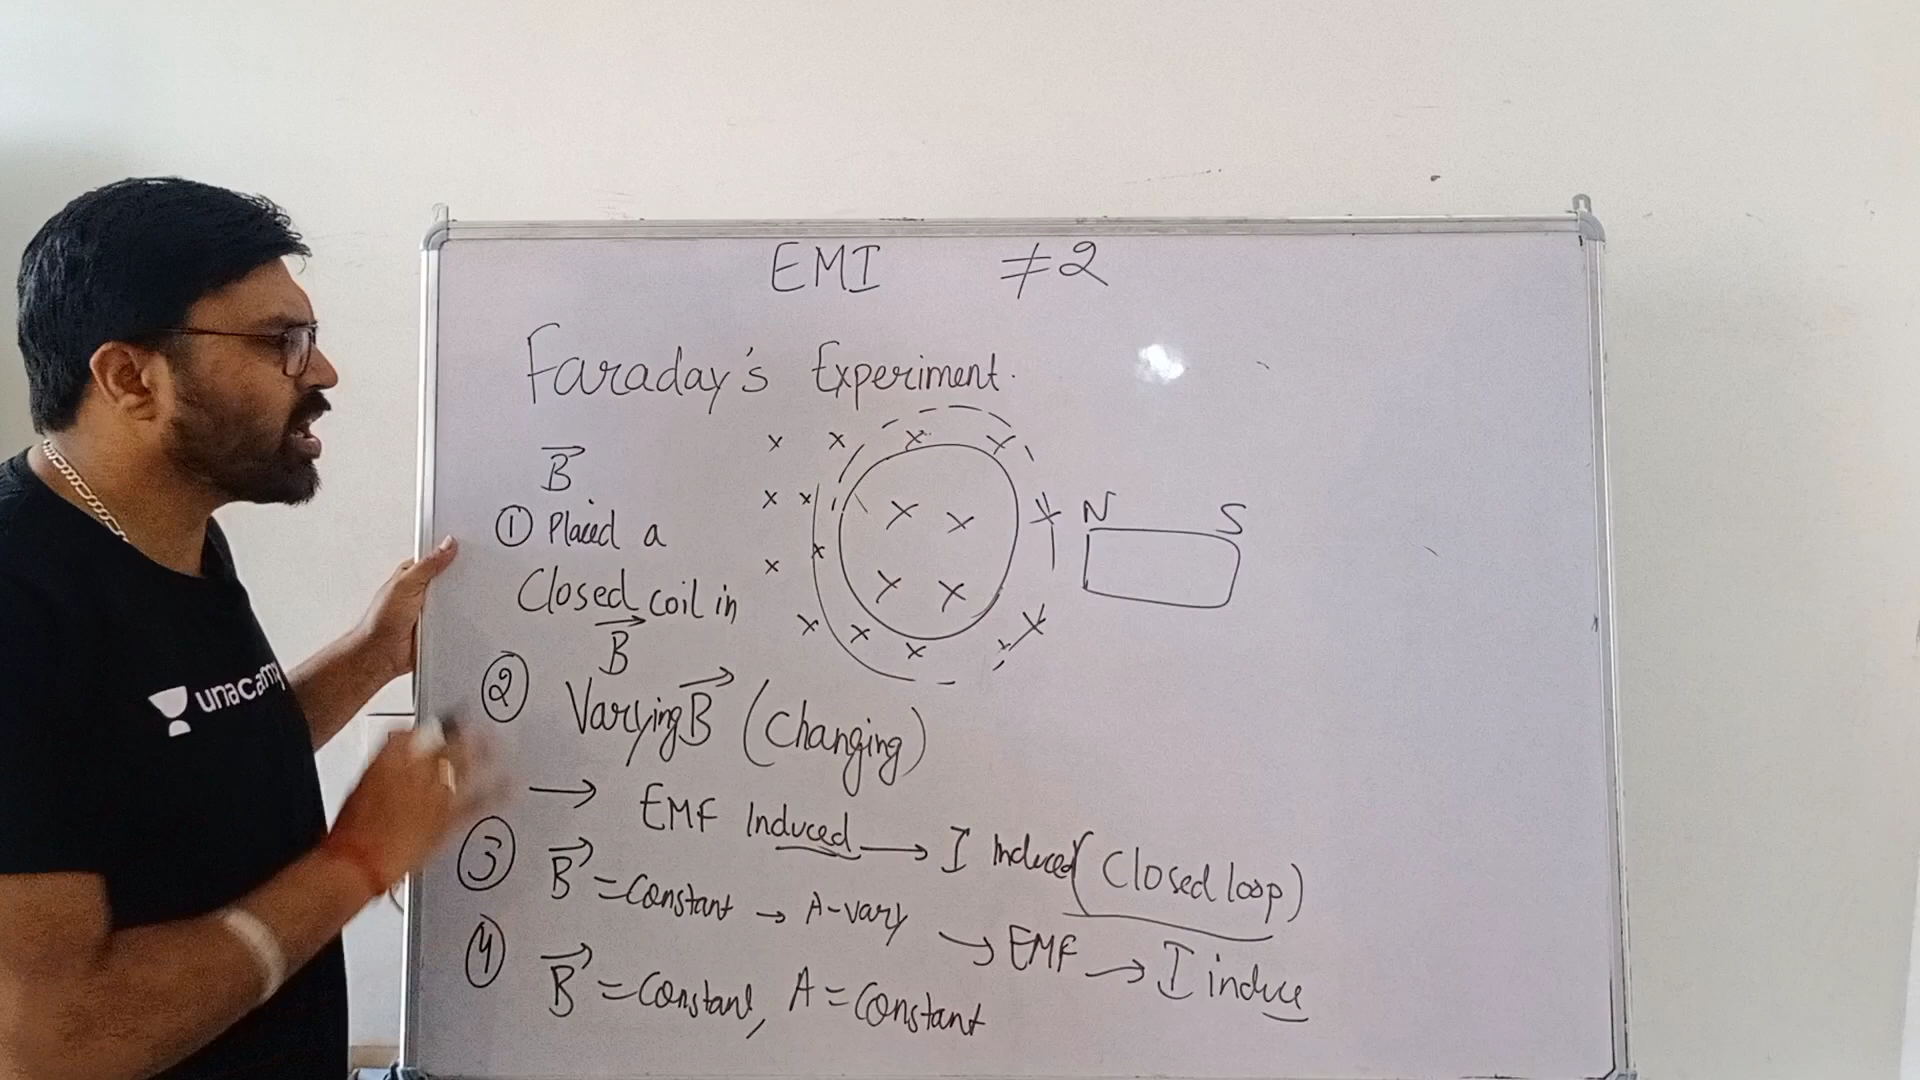 EMI ≠2
Faraday's Experiment.
B
① Placed a
Closed coil in
B
N S
② Varying B (Changing)
→ EMF Induced → I Induced (Closed loop)
③ B = Constant → A-vary → EMF → I induce
④ B = Constant, A = Constant
unacamy